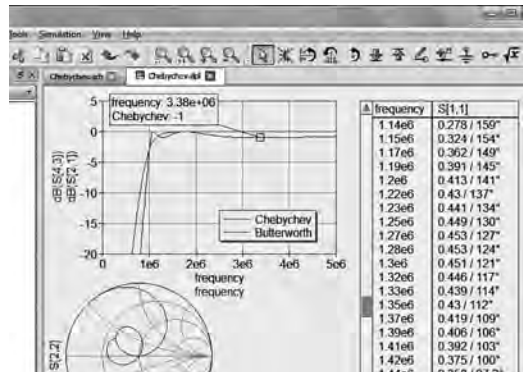 Tools Simulation View Help
Chebychev.sch Chebychev.dpl
frequency: 3.38e+06
Chebychev: -1
5
0
-5
-10
-15
-20
dB(S[4,3])
dB(S[2,1])
Chebychev
Butterworth
0 1e6 2e6 3e6 4e6 5e6
frequency
frequency
S[2,2]
frequency S[1,1]
1.14e6 0.278 / 159°
1.15e6 0.324 / 154°
1.17e6 0.362 / 149°
1.19e6 0.391 / 145°
1.2e6 0.413 / 141°
1.22e6 0.43 / 137°
1.23e6 0.441 / 134°
1.25e6 0.449 / 130°
1.27e6 0.453 / 127°
1.28e6 0.453 / 124°
1.3e6 0.451 / 121°
1.32e6 0.446 / 117°
1.33e6 0.439 / 114°
1.35e6 0.43 / 112°
1.37e6 0.419 / 109°
1.39e6 0.406 / 106°
1.41e6 0.392 / 103°
1.42e6 0.375 / 100°